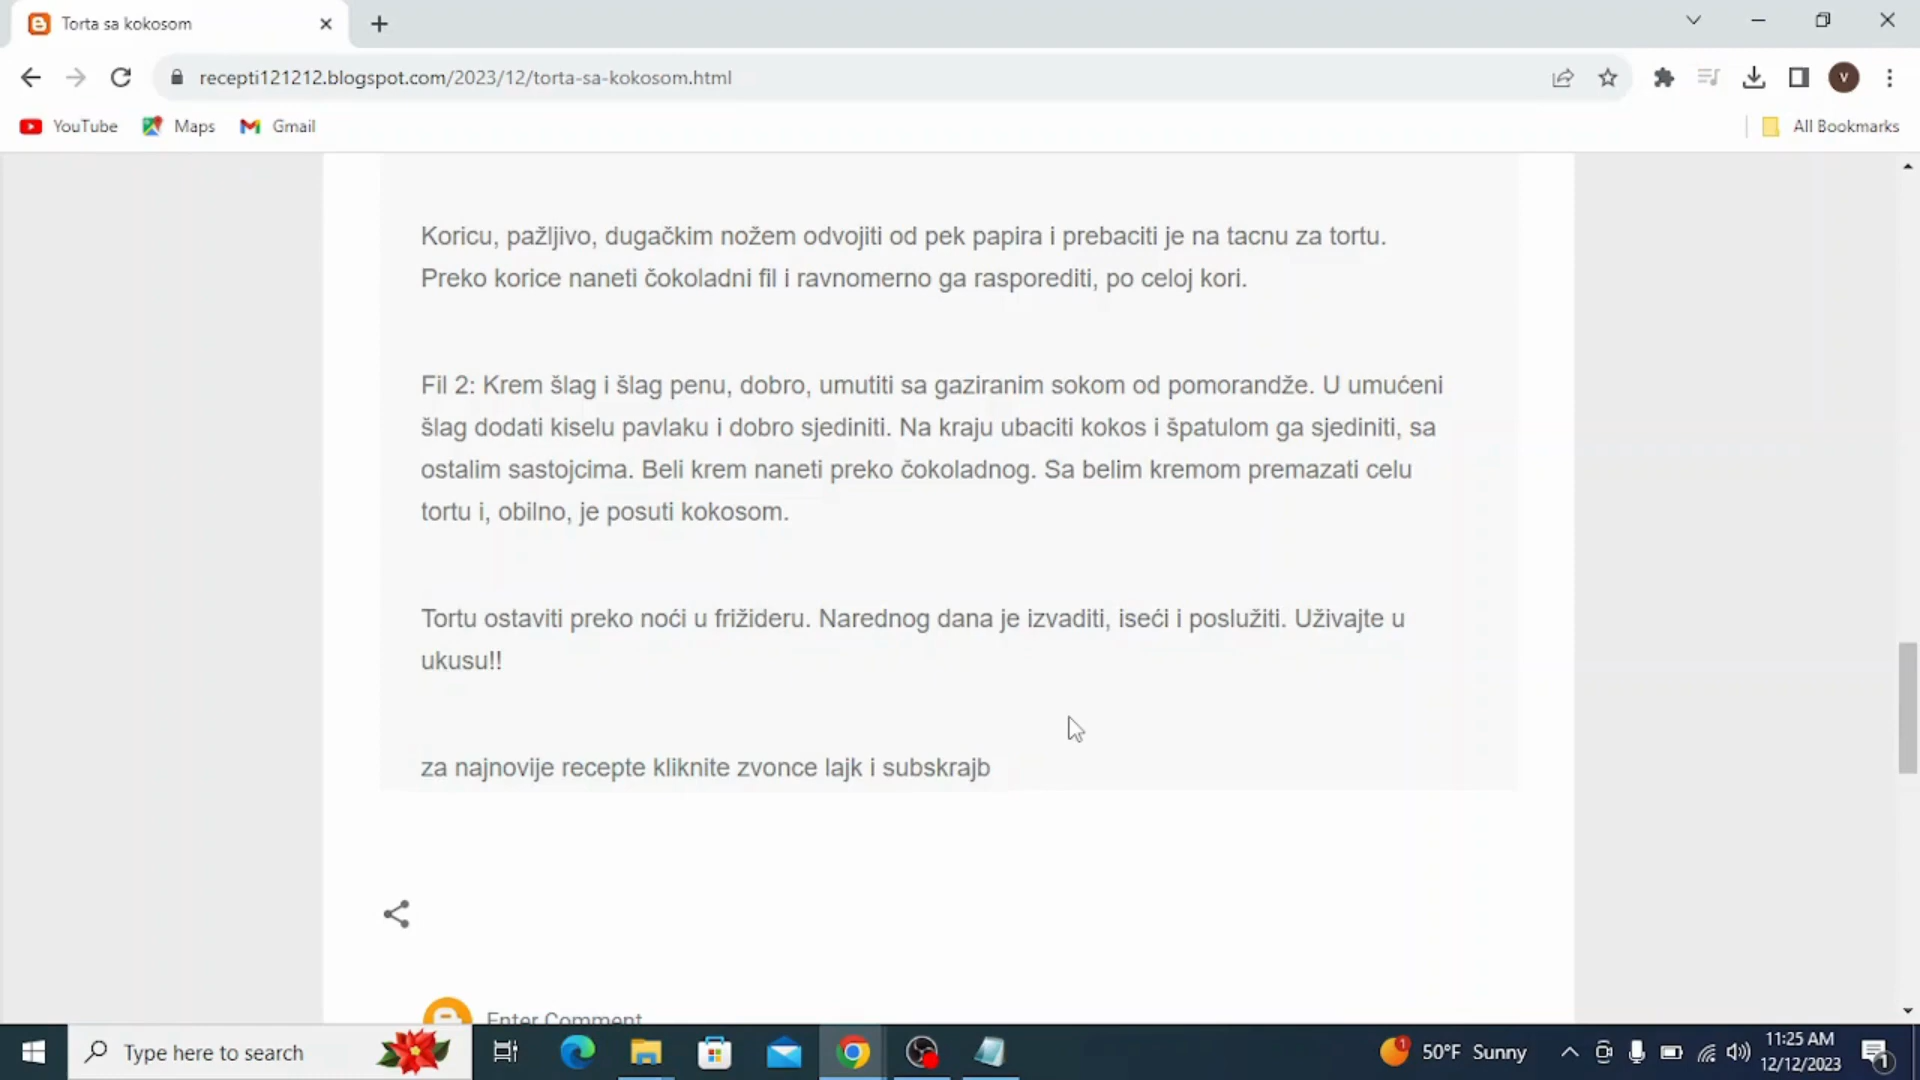 Torta sa kokosom
recepti121212.blogspot.com/2023/12/torta-sa-kokosom.html
V
YouTube
Maps
Gmail
All Bookmarks
Koricu, pažljivo, dugačkim nožem odvojiti od pek papira i prebaciti je na tacnu za tortu.
Preko korice naneti čokoladni fil i ravnomerno ga rasporediti, po celoj kori.
Fil 2: Krem šlag i šlag penu, dobro, umutiti sa gaziranim sokom od pomorandže. U umućeni
šlag dodati kiselu pavlaku i dobro sjediniti. Na kraju ubaciti kokos i špatulom ga sjediniti, sa
ostalim sastojcima. Beli krem naneti preko čokoladnog. Sa belim kremom premazati celu
tortu i, obilno, je posuti kokosom.
Tortu ostaviti preko noći u frižideru. Narednog dana je izvaditi, iseći i poslužiti. Uživajte u
ukusu!!
za najnovije recepte kliknite zvonce lajk i subskrajb
Enter Comment
Type here to search
1
50°F Sunny
11:25 AM
12/12/2023
1